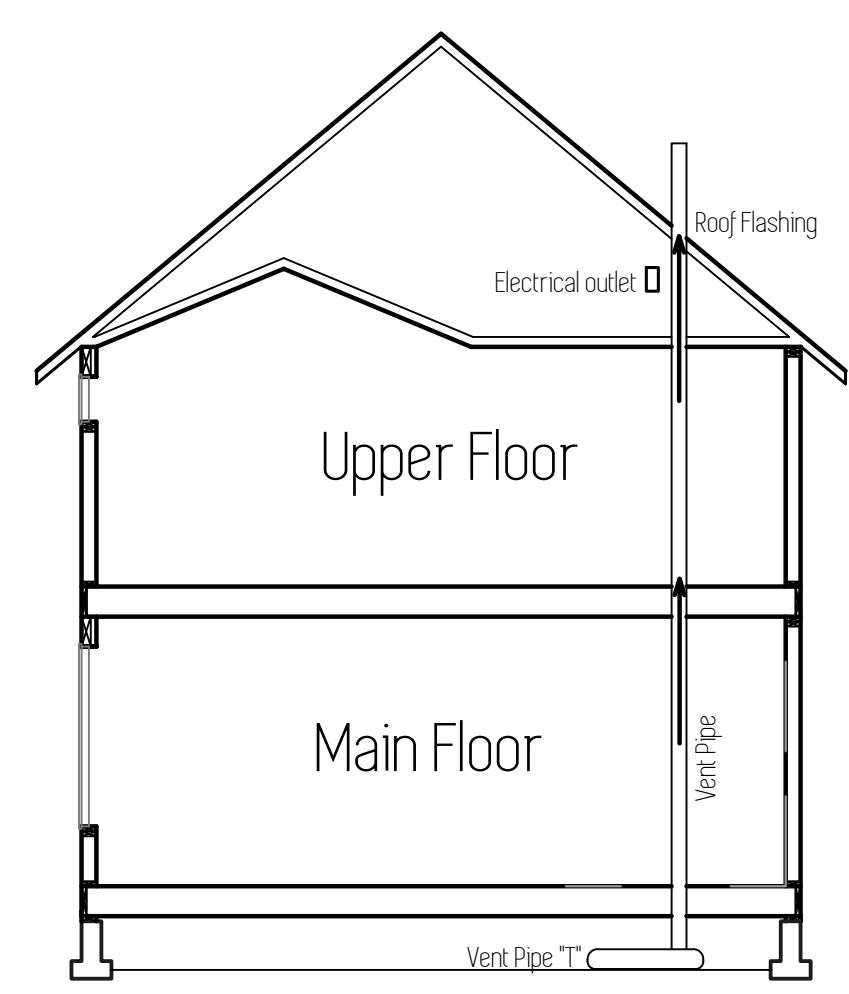 Roof Flashing
Electrical outlet
Upper Floor
Main Floor
Vent Pipe
Vent Pipe "T"